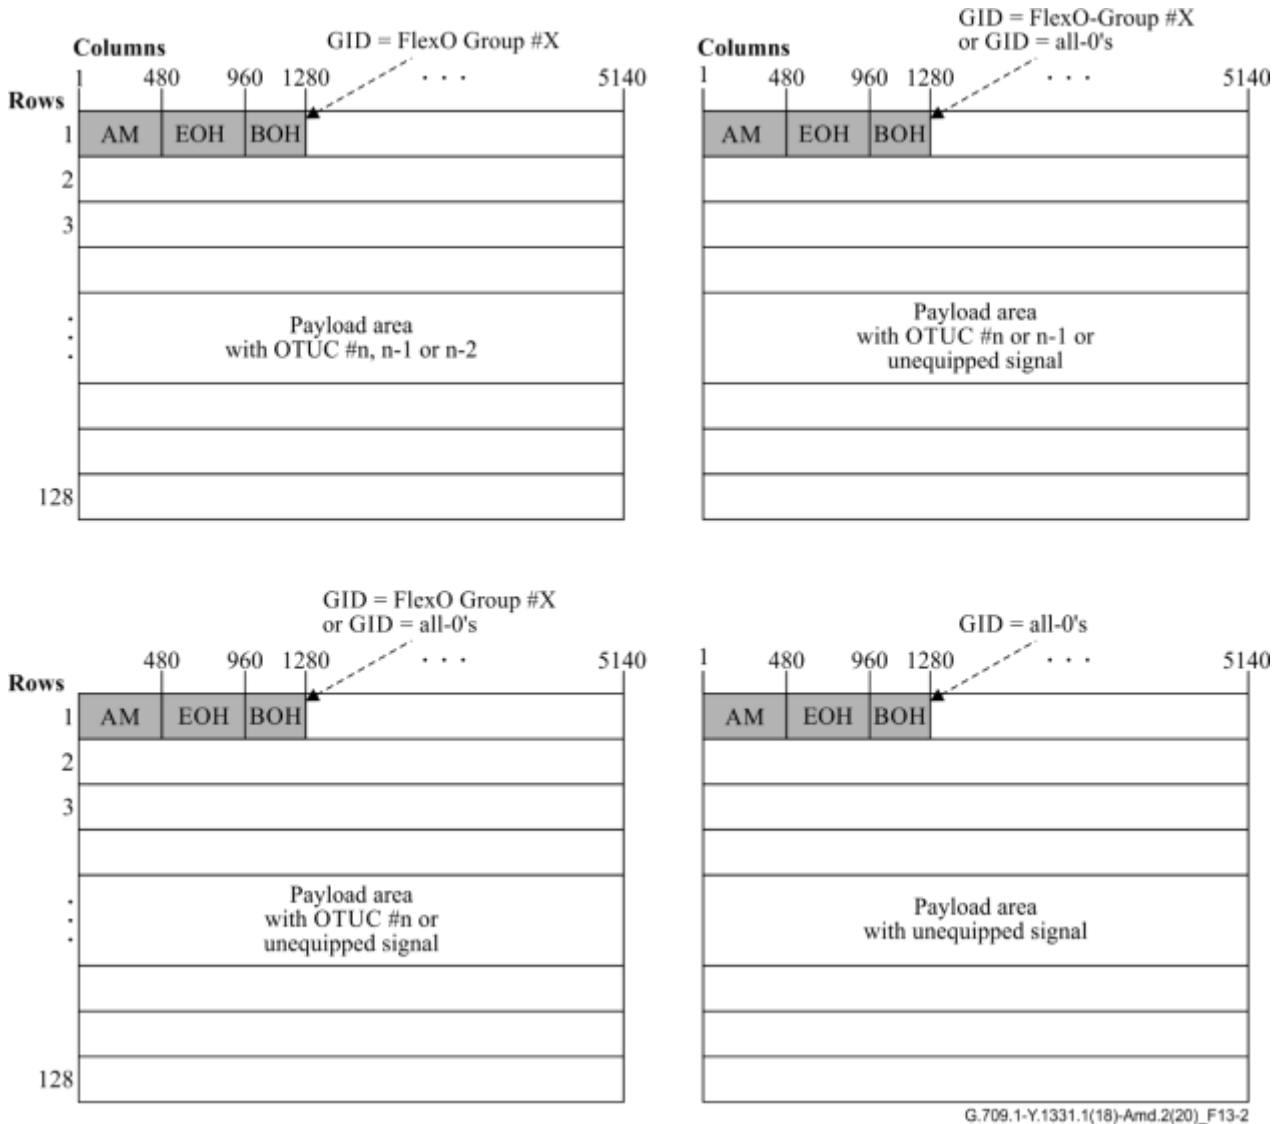 GID = FlexO Group #X
Columns
1 480 960 1280 . . . 5140
Rows
1 AM EOH BOH
2
3
Payload area
with OTUC #n, n-1 or n-2
128
GID = FlexO-Group #X
or GID = all-0's
Columns
1 480 960 1280 . . . 5140
AM EOH BOH
Payload area
with OTUC #n or n-1 or
unequipped signal
GID = FlexO Group #X
or GID = all-0's
480 960 1280 . . . 5140
Rows
1 AM EOH BOH
2
3
Payload area
with OTUC #n or
unequipped signal
128
GID = all-0's
1 480 960 1280 . . . 5140
AM EOH BOH
Payload area
with unequipped signal
G.709.1-Y.1331.1(18)-Amd.2(20)_F13-2